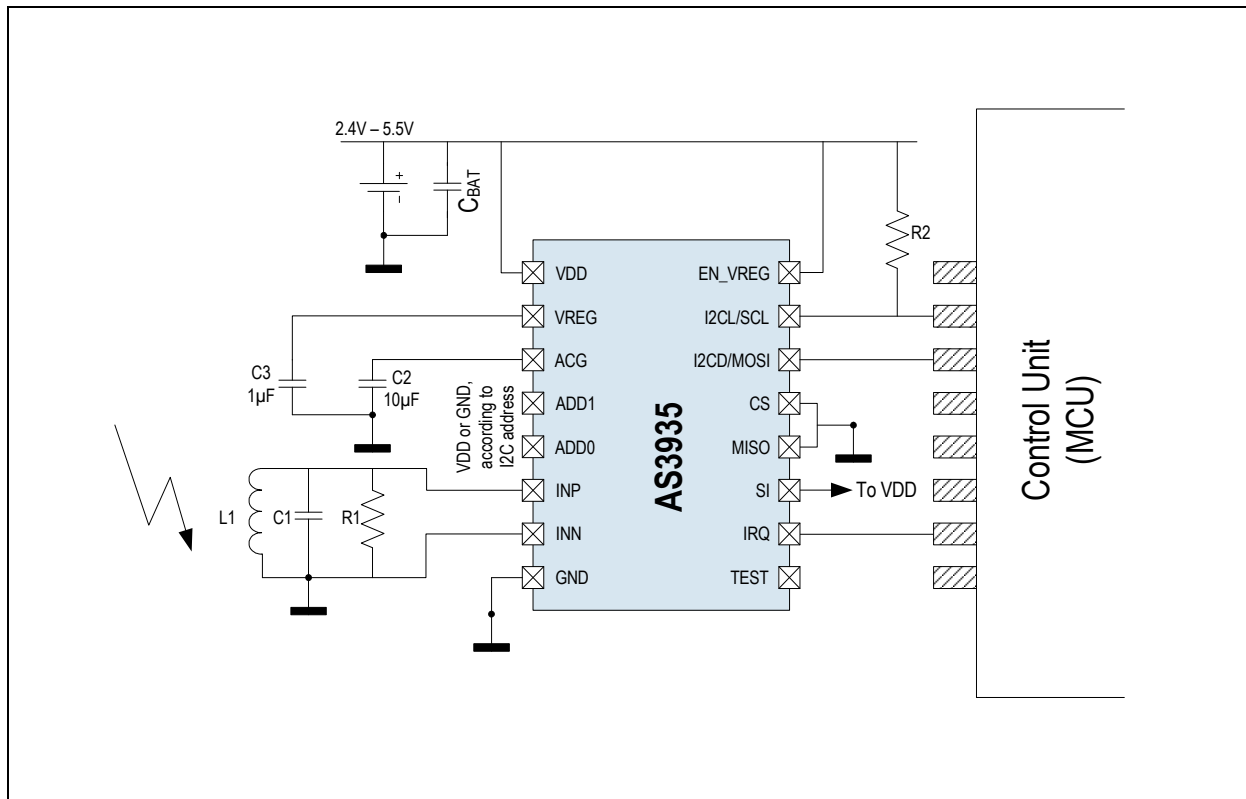 2.4V – 5.5V
+
-
CBAT
R2
VDD
VREG
ACG
ADD1
ADD0
INP
INN
GND
EN_VREG
I2CL/SCL
I2CD/MOSI
CS
MISO
SI
IRQ
TEST
AS3935
C3
1µF
C2
10µF
VDD or GND,
according to
I2C address
L1
C1
R1
To VDD
Control Unit
(MCU)